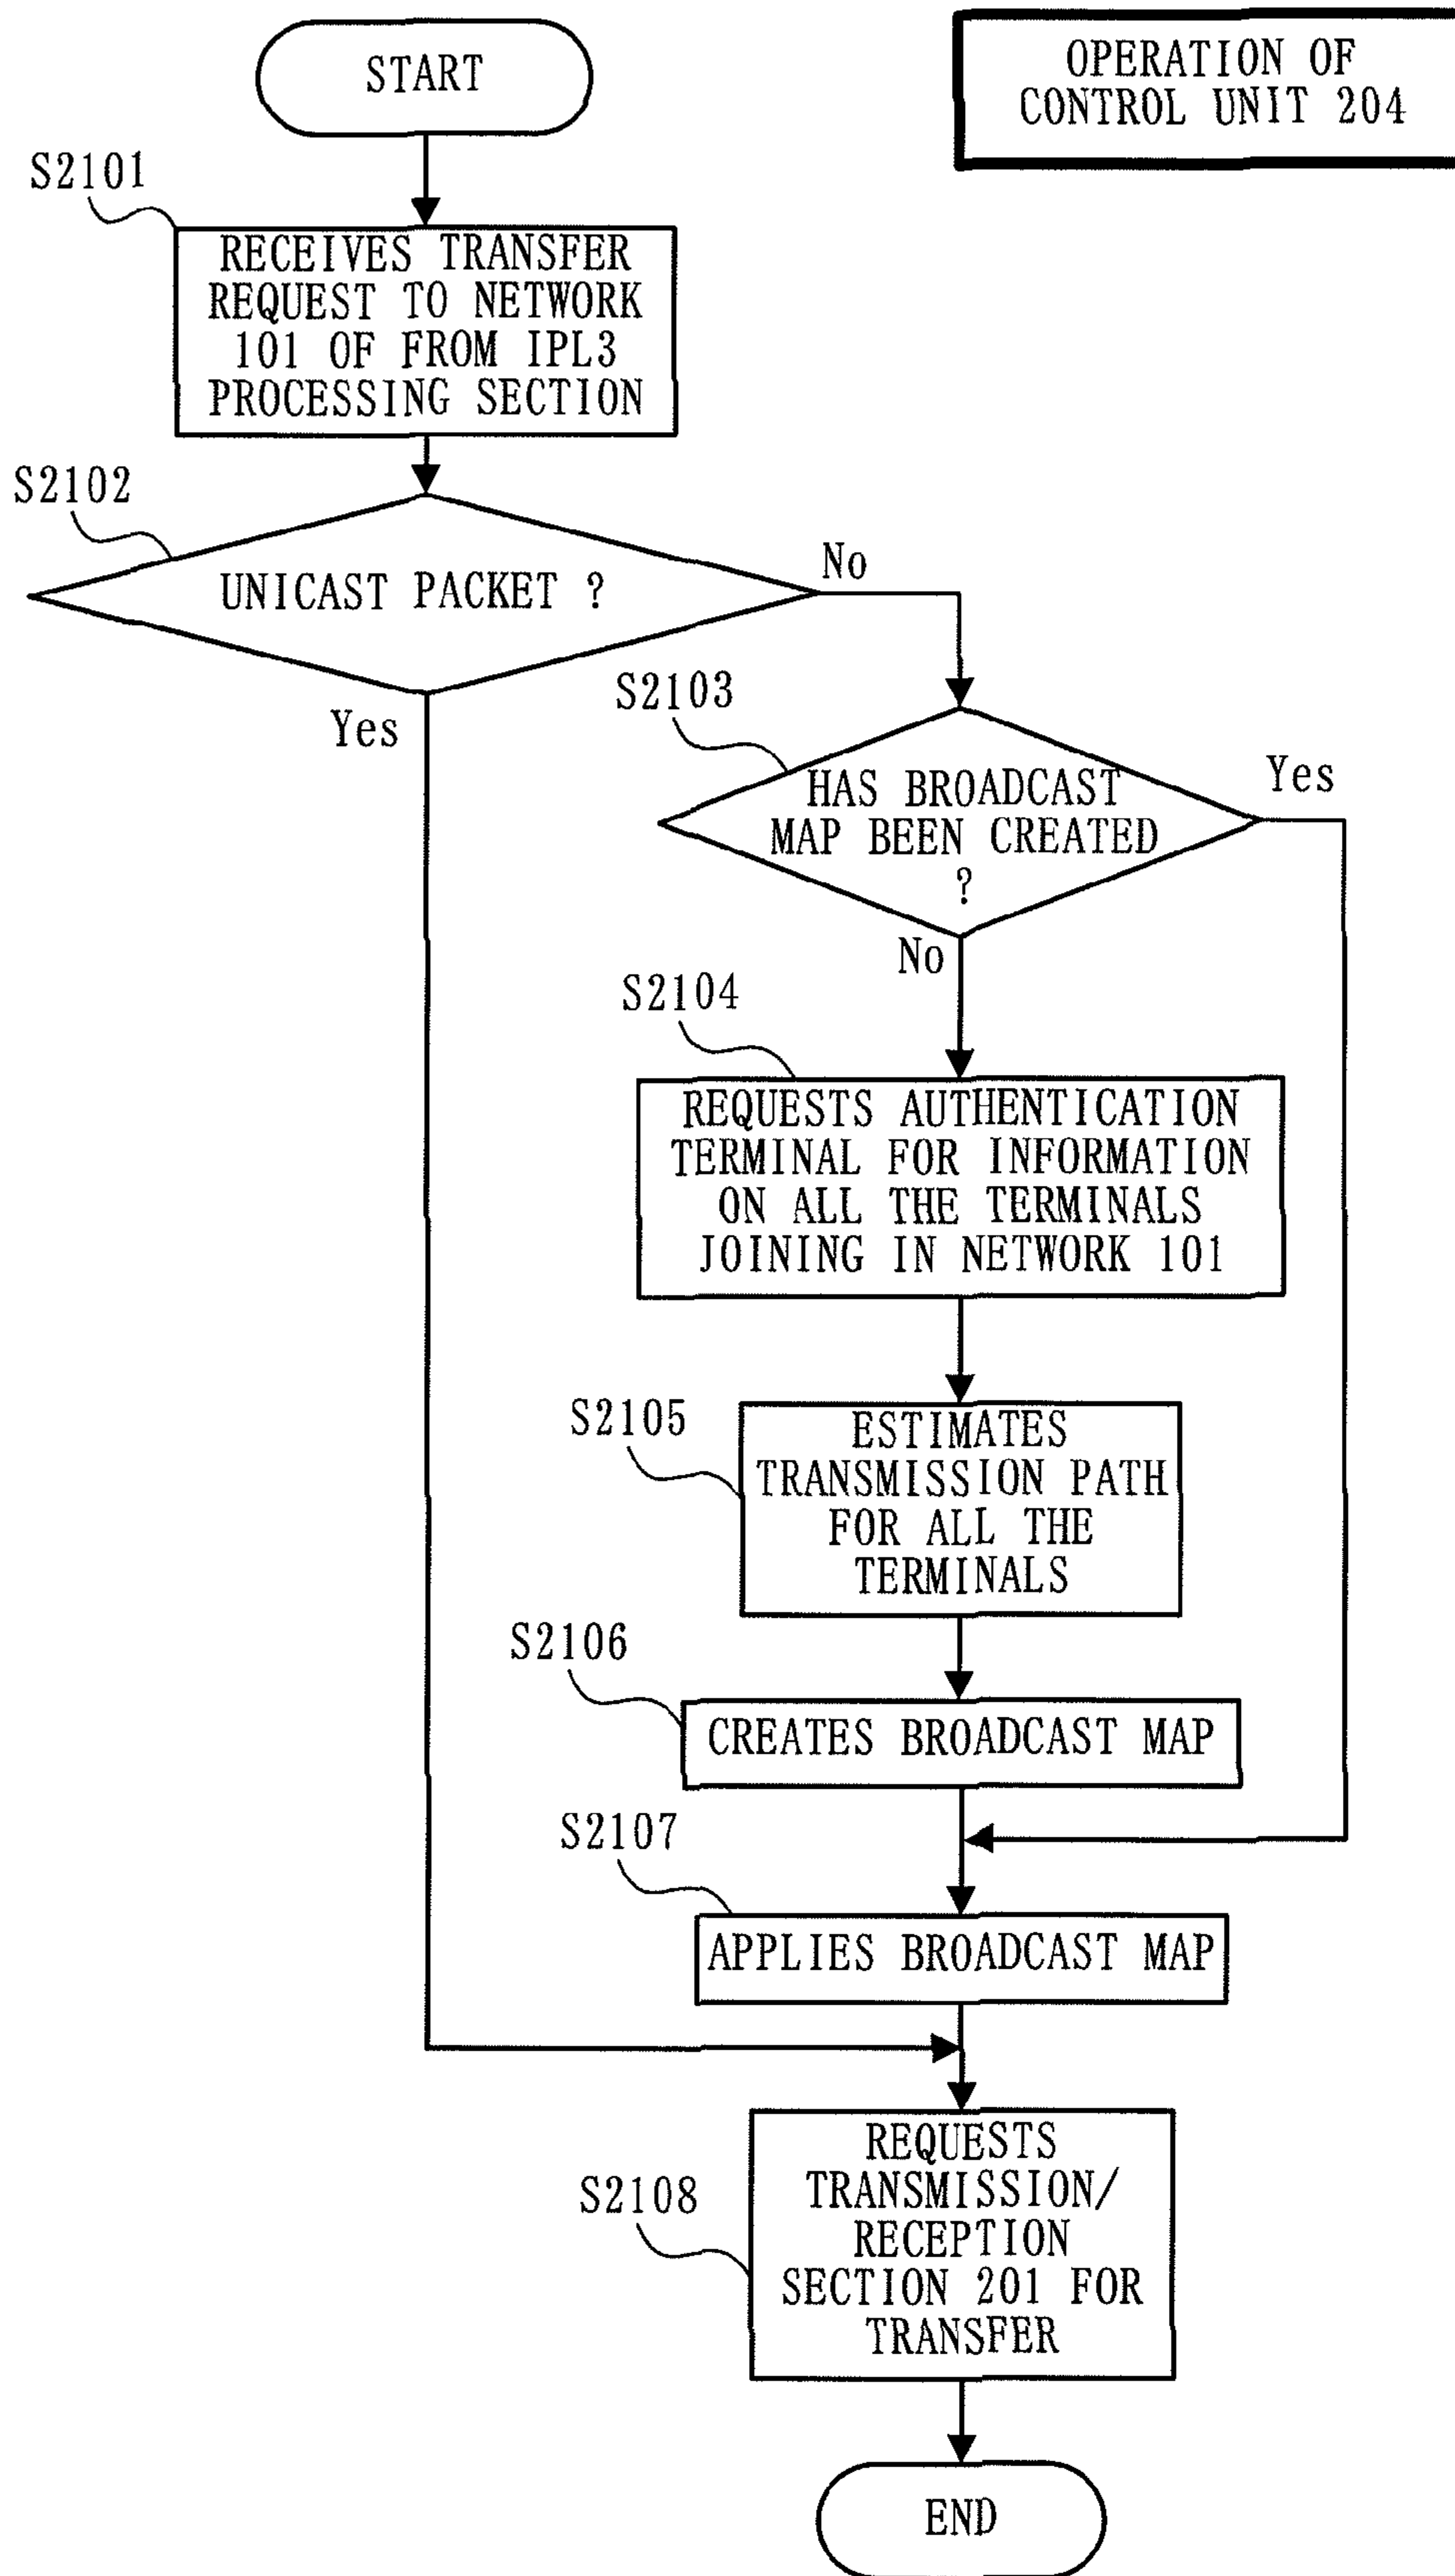 START
OPERATION OF
CONTROL UNIT 204
S2101
RECEIVES TRANSFER
REQUEST TO NETWORK
101 OF FROM IPL3
PROCESSING SECTION
S2102
UNICAST PACKET ?
No
Yes
S2103
HAS BROADCAST
MAP BEEN CREATED
?
Yes
No
S2104
REQUESTS AUTHENTICATION
TERMINAL FOR INFORMATION
ON ALL THE TERMINALS
JOINING IN NETWORK 101
S2105
ESTIMATES
TRANSMISSION PATH
FOR ALL THE
TERMINALS
S2106
CREATES BROADCAST MAP
S2107
APPLIES BROADCAST MAP
S2108
REQUESTS
TRANSMISSION/
RECEPTION
SECTION 201 FOR
TRANSFER
END